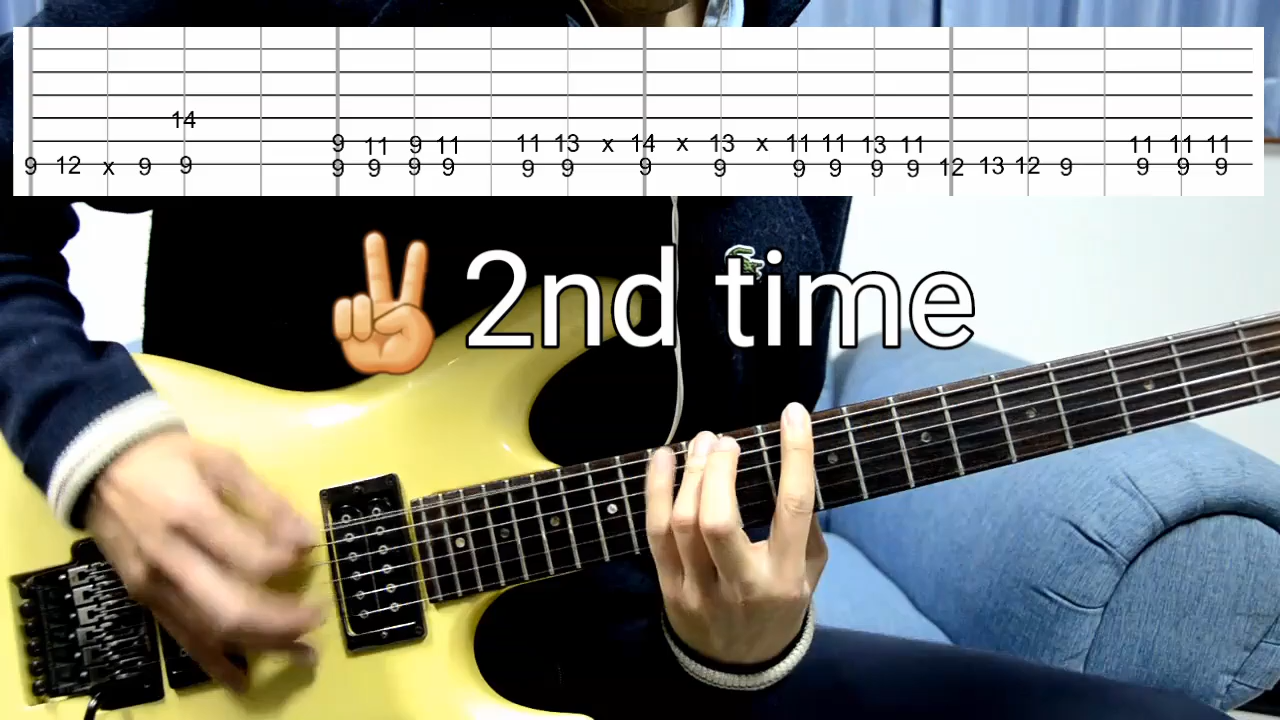 14
9 11 9 11 11 13 x 14 x 13 x 11 11 13 11 11 11 11
9 12 x 9 9 9 9 9 9 9 9 9 9 9 9 9 9 12 13 12 9 9 9 9
✌ 2nd time